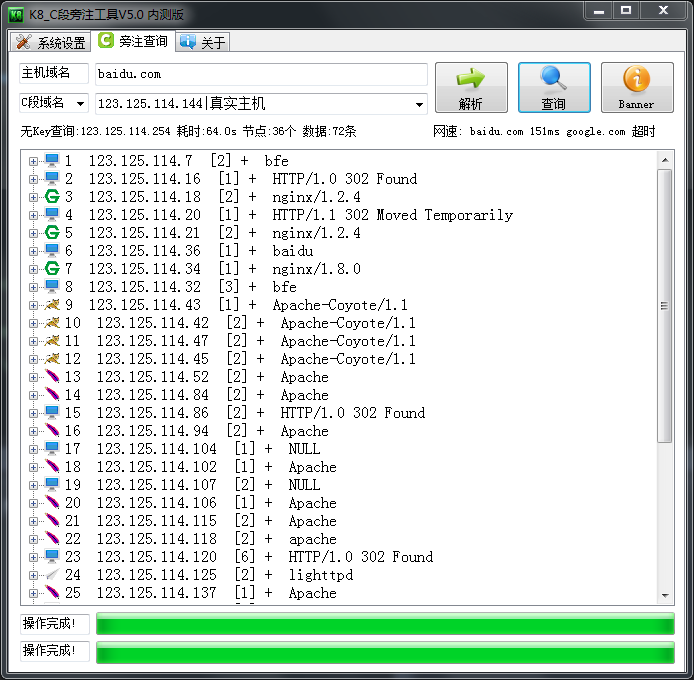 K8 K8_C段旁注工具V5.0 内测版
系统设置 旁注查询 关于
主机域名 baidu.com
C段域名 123.125.114.144|真实主机
解析 查询 Banner
无Key查询:123.125.114.254 耗时:64.0s 节点:36个 数据:72条 网速: baidu.com 151ms google.com 超时
1 123.125.114.7 [2] + bfe
2 123.125.114.16 [1] + HTTP/1.0 302 Found
3 123.125.114.18 [2] + nginx/1.2.4
4 123.125.114.20 [1] + HTTP/1.1 302 Moved Temporarily
5 123.125.114.21 [2] + nginx/1.2.4
6 123.125.114.36 [1] + baidu
7 123.125.114.34 [1] + nginx/1.8.0
8 123.125.114.32 [3] + bfe
9 123.125.114.43 [1] + Apache-Coyote/1.1
10 123.125.114.42 [2] + Apache-Coyote/1.1
11 123.125.114.47 [2] + Apache-Coyote/1.1
12 123.125.114.45 [2] + Apache-Coyote/1.1
13 123.125.114.52 [2] + Apache
14 123.125.114.84 [2] + Apache
15 123.125.114.86 [2] + HTTP/1.0 302 Found
16 123.125.114.94 [2] + Apache
17 123.125.114.104 [1] + NULL
18 123.125.114.102 [1] + Apache
19 123.125.114.107 [2] + NULL
20 123.125.114.106 [1] + Apache
21 123.125.114.115 [2] + Apache
22 123.125.114.118 [2] + apache
23 123.125.114.120 [6] + HTTP/1.0 302 Found
24 123.125.114.125 [2] + lighttpd
25 123.125.114.137 [1] + Apache
操作完成!
操作完成!